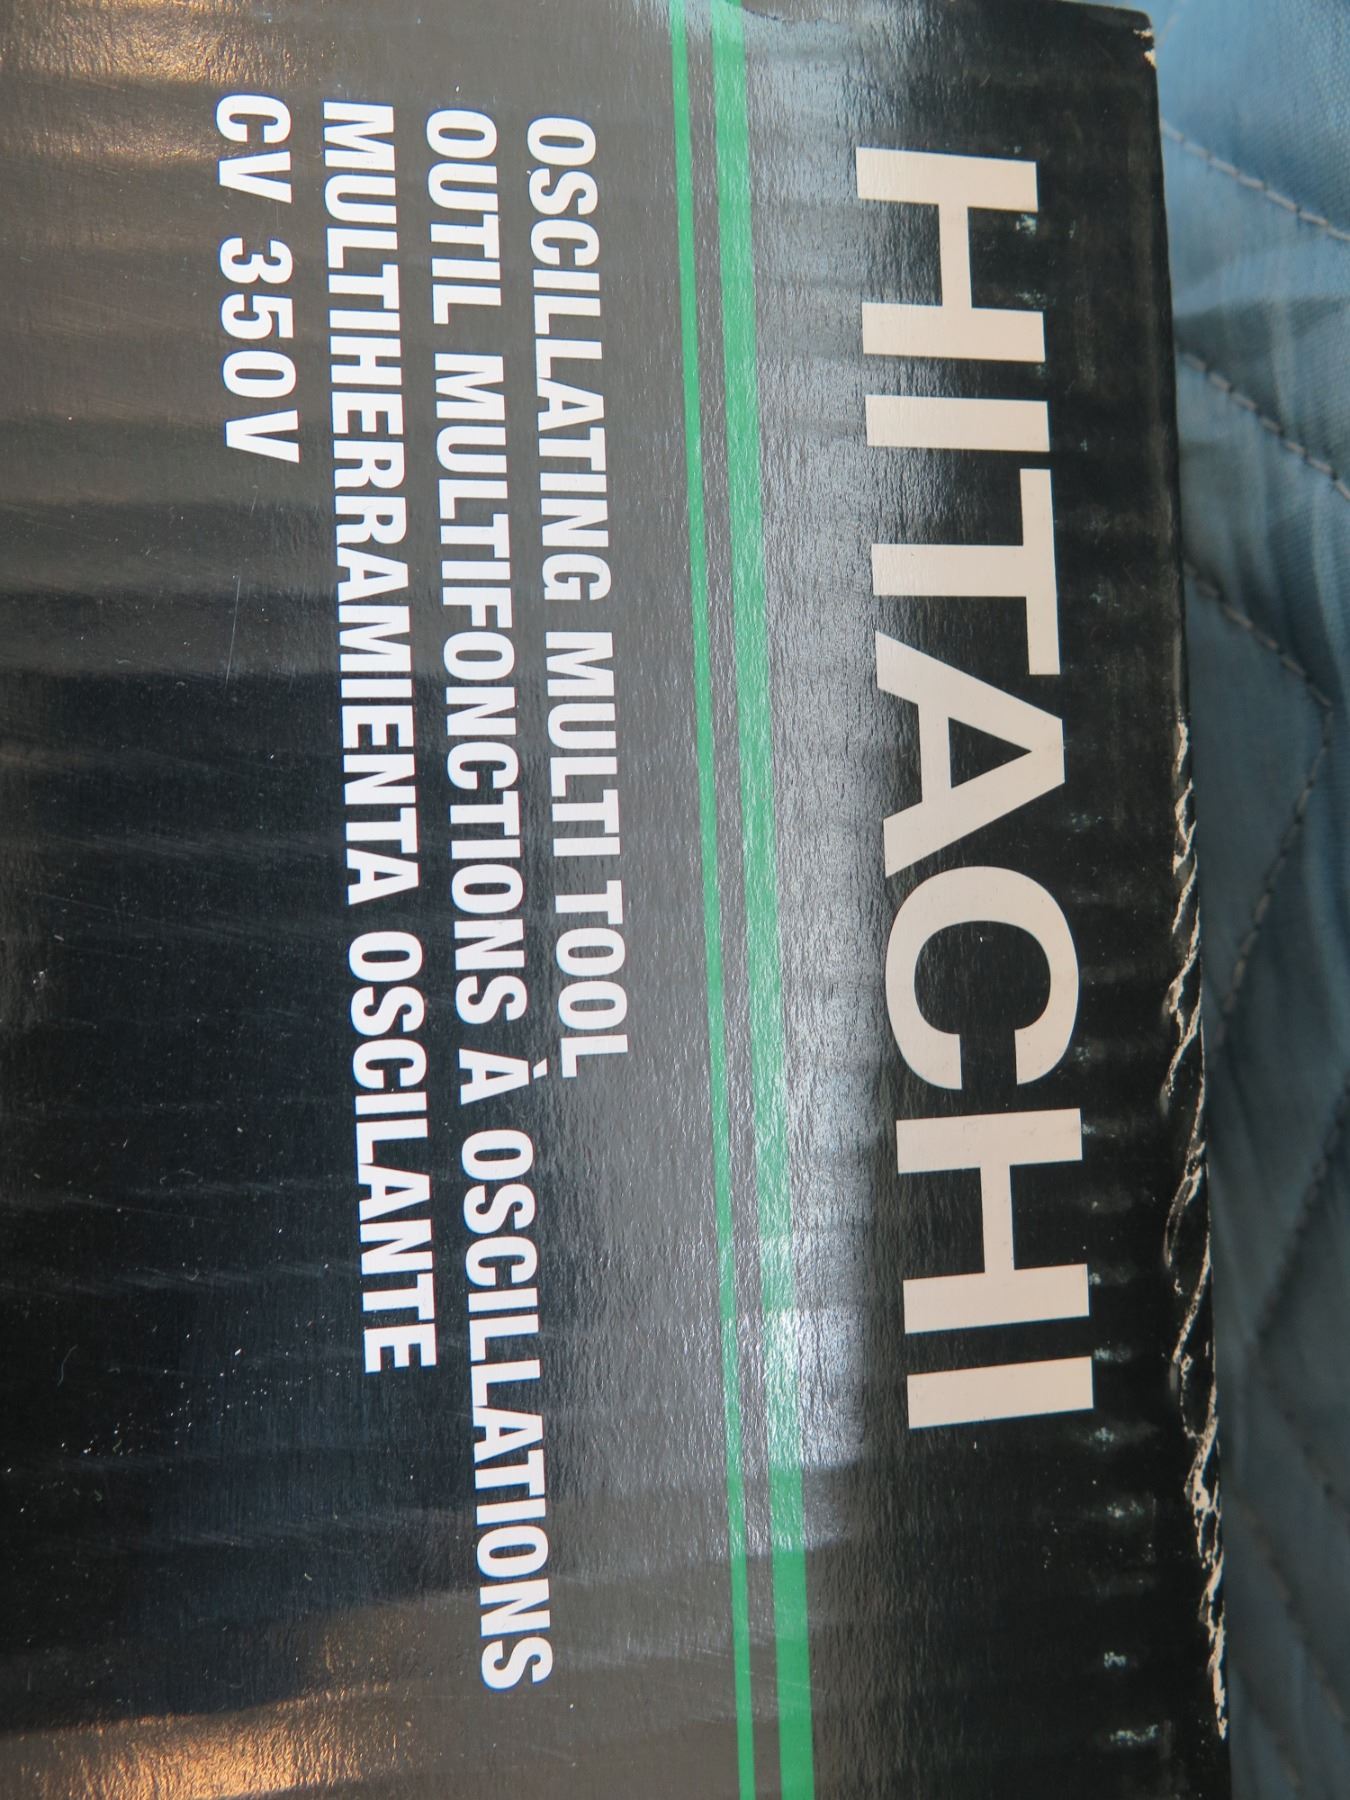 HITACHI
OSCILLATING MULTI TOOL
OUTIL MULTIFONCTIONS À OSCILLATIONS
MULTIHERRAMIENTA OSCILANTE
CV 350V